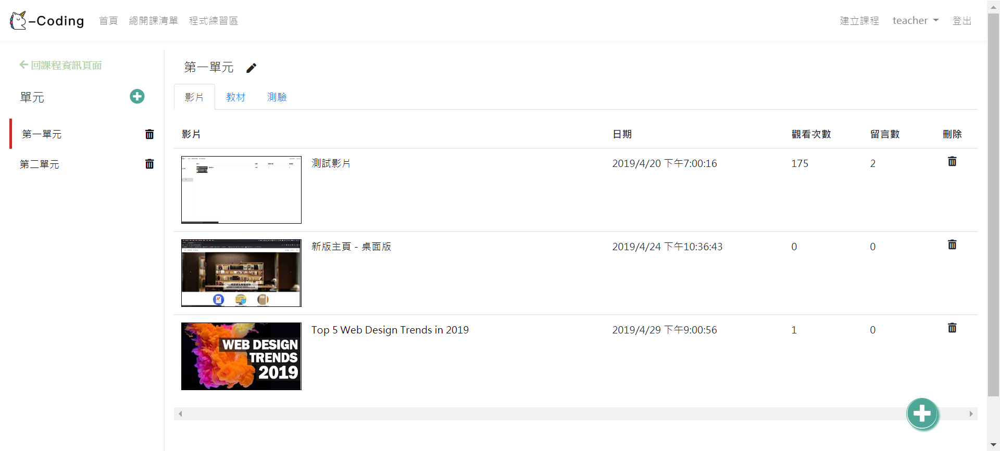 -Coding 首頁 總開課清單 程式練習區 建立課程 teacher 登出
回課程資訊頁面
單元
第一單元
第二單元
第一單元
影片 教材 測驗
影片 日期 觀看次數 留言數 刪除
測試影片 2019/4/20 下午7:00:16 175 2
新版主頁 - 桌面版 2019/4/24 下午10:36:43 0 0
Top 5 Web Design Trends in 2019 2019/4/29 下午9:00:56 1 0
WEB DESIGN
TRENDS
2019